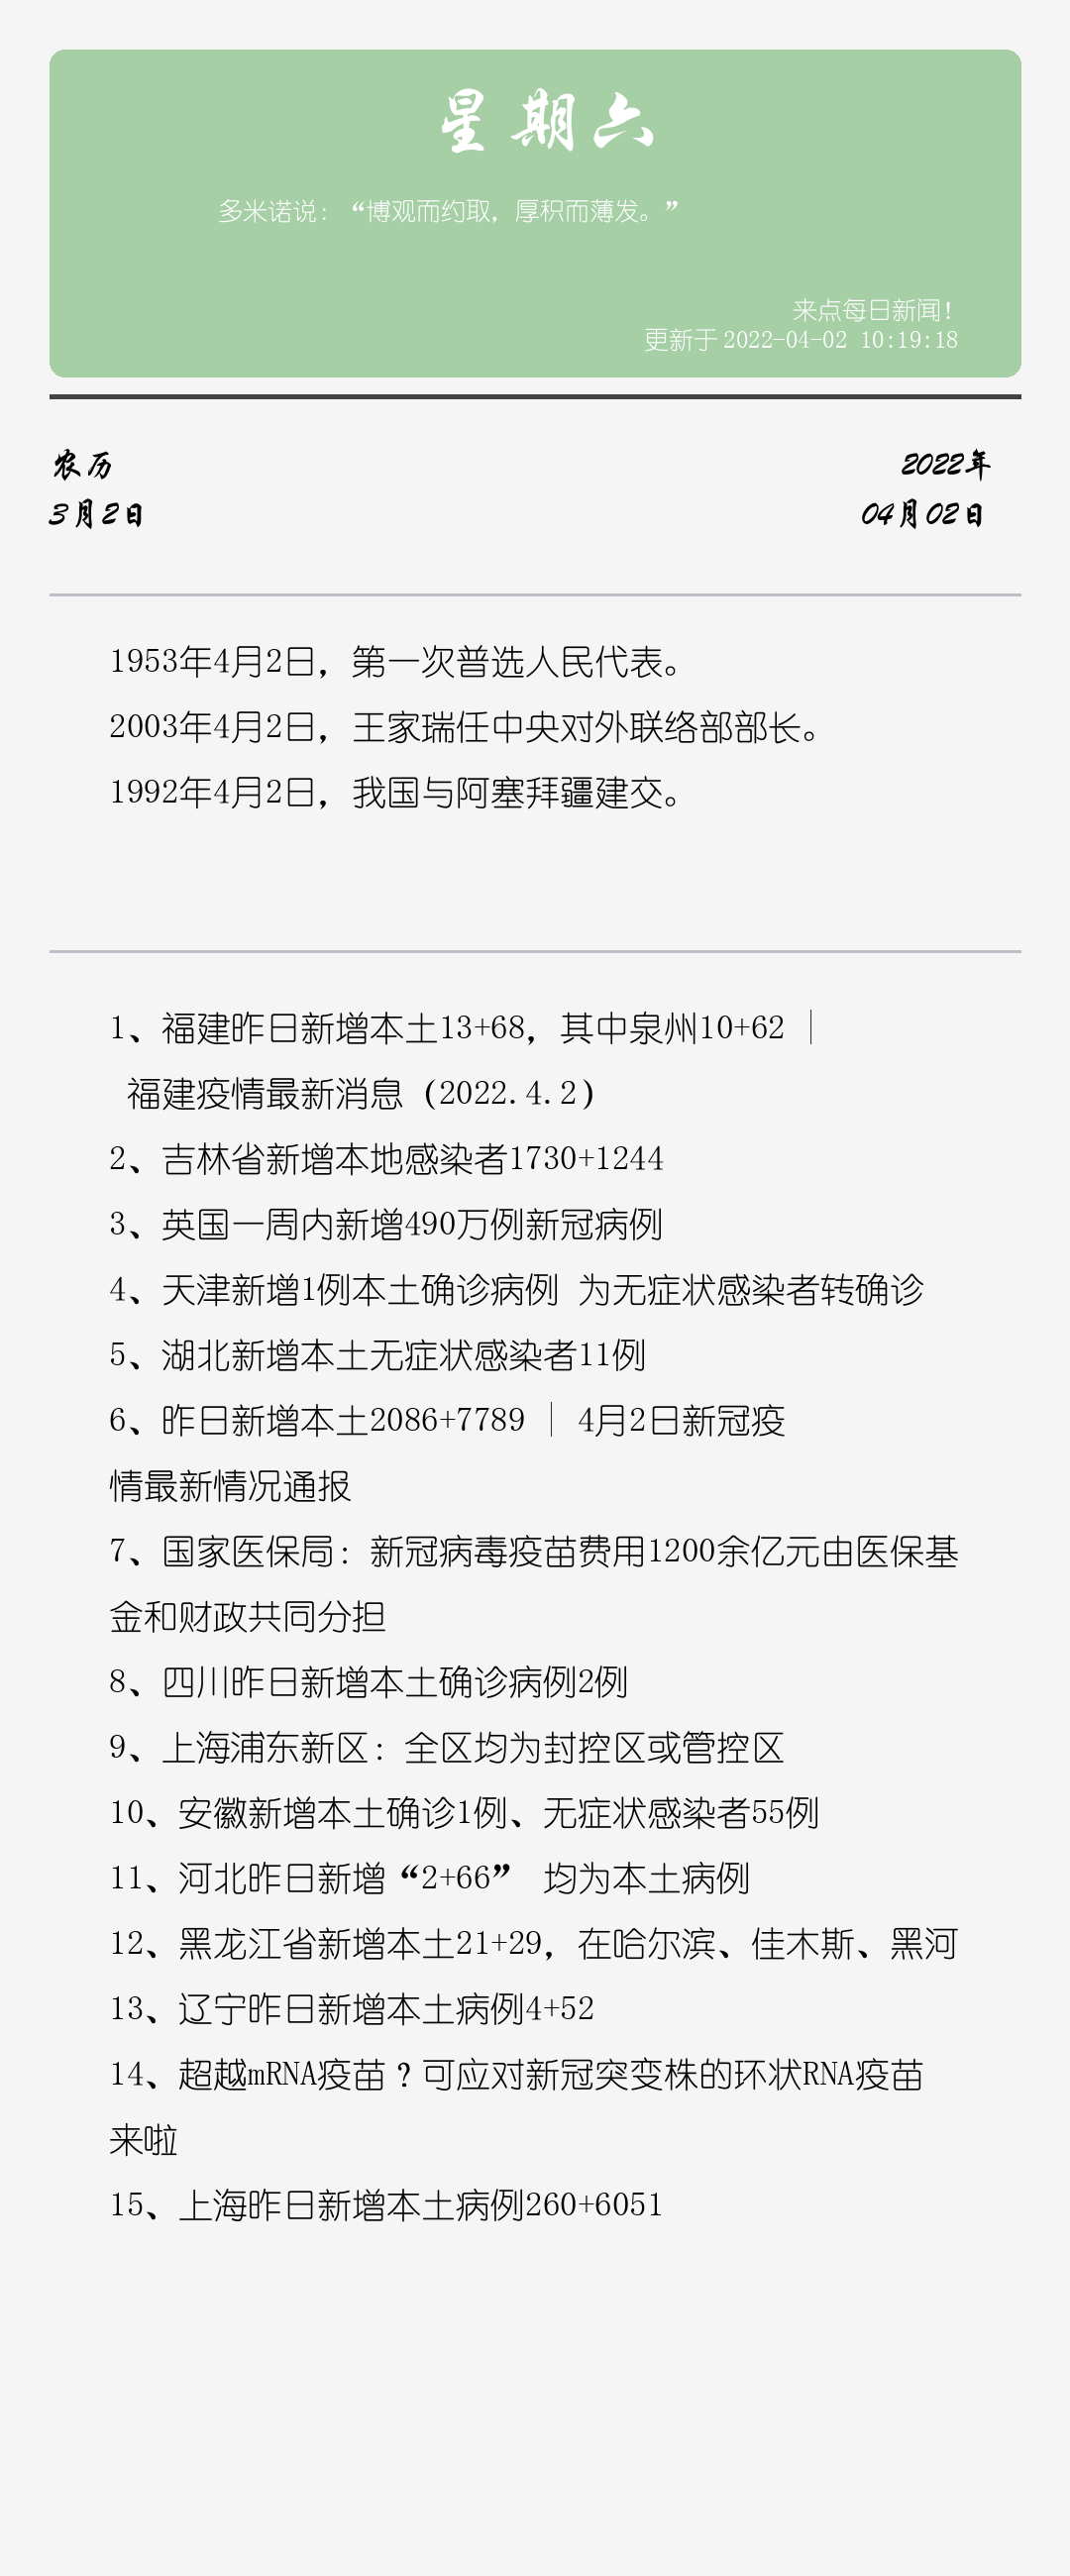 星期六
多米诺说：“博观而约取，厚积而薄发。”
来点每日新闻！
更新于 2022-04-02 10:19:18
农历
2022年
3月2日
04月02日
1953年4月2日，第一次普选人民代表。
2003年4月2日，王家瑞任中央对外联络部部长。
1992年4月2日，我国与阿塞拜疆建交。
1、福建昨日新增本土13+68，其中泉州10+62 ｜
福建疫情最新消息（2022.4.2）
2、吉林省新增本地感染者1730+1244
3、英国一周内新增490万例新冠病例
4、天津新增1例本土确诊病例 为无症状感染者转确诊
5、湖北新增本土无症状感染者11例
6、昨日新增本土2086+7789 ｜ 4月2日新冠疫
情最新情况通报
7、国家医保局：新冠病毒疫苗费用1200余亿元由医保基
金和财政共同分担
8、四川昨日新增本土确诊病例2例
9、上海浦东新区：全区均为封控区或管控区
10、安徽新增本土确诊1例、无症状感染者55例
11、河北昨日新增“2+66” 均为本土病例
12、黑龙江省新增本土21+29，在哈尔滨、佳木斯、黑河
13、辽宁昨日新增本土病例4+52
14、超越mRNA疫苗？可应对新冠突变株的环状RNA疫苗
来啦
15、上海昨日新增本土病例260+6051